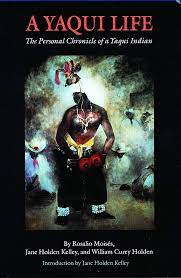 A YAQUI LIFE
The Personal Chronicle of a Yaqui Indian
By Rosalio Moisés,
Jane Holden Kelley, and William Curry Holden
Introduction by Jane Holden Kelley